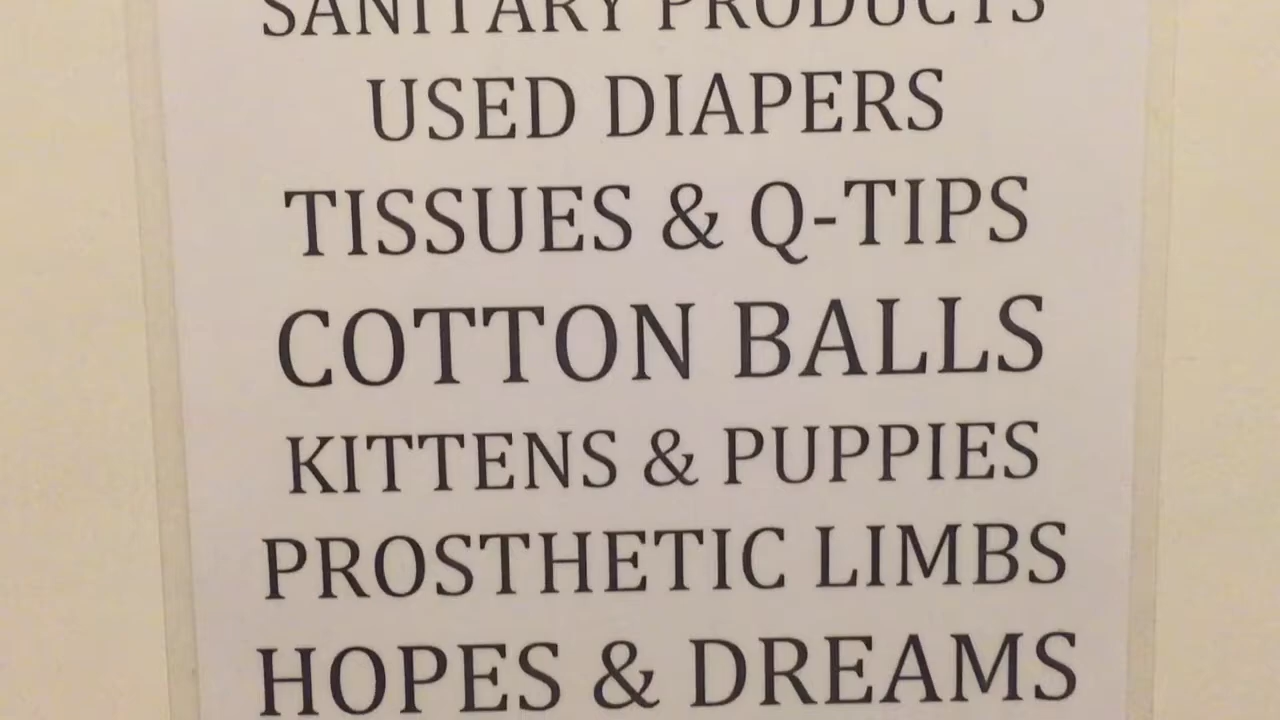 SANITARY PRODUCTS
USED DIAPERS
TISSUES & Q-TIPS
COTTON BALLS
KITTENS & PUPPIES
PROSTHETIC LIMBS
HOPES & DREAMS